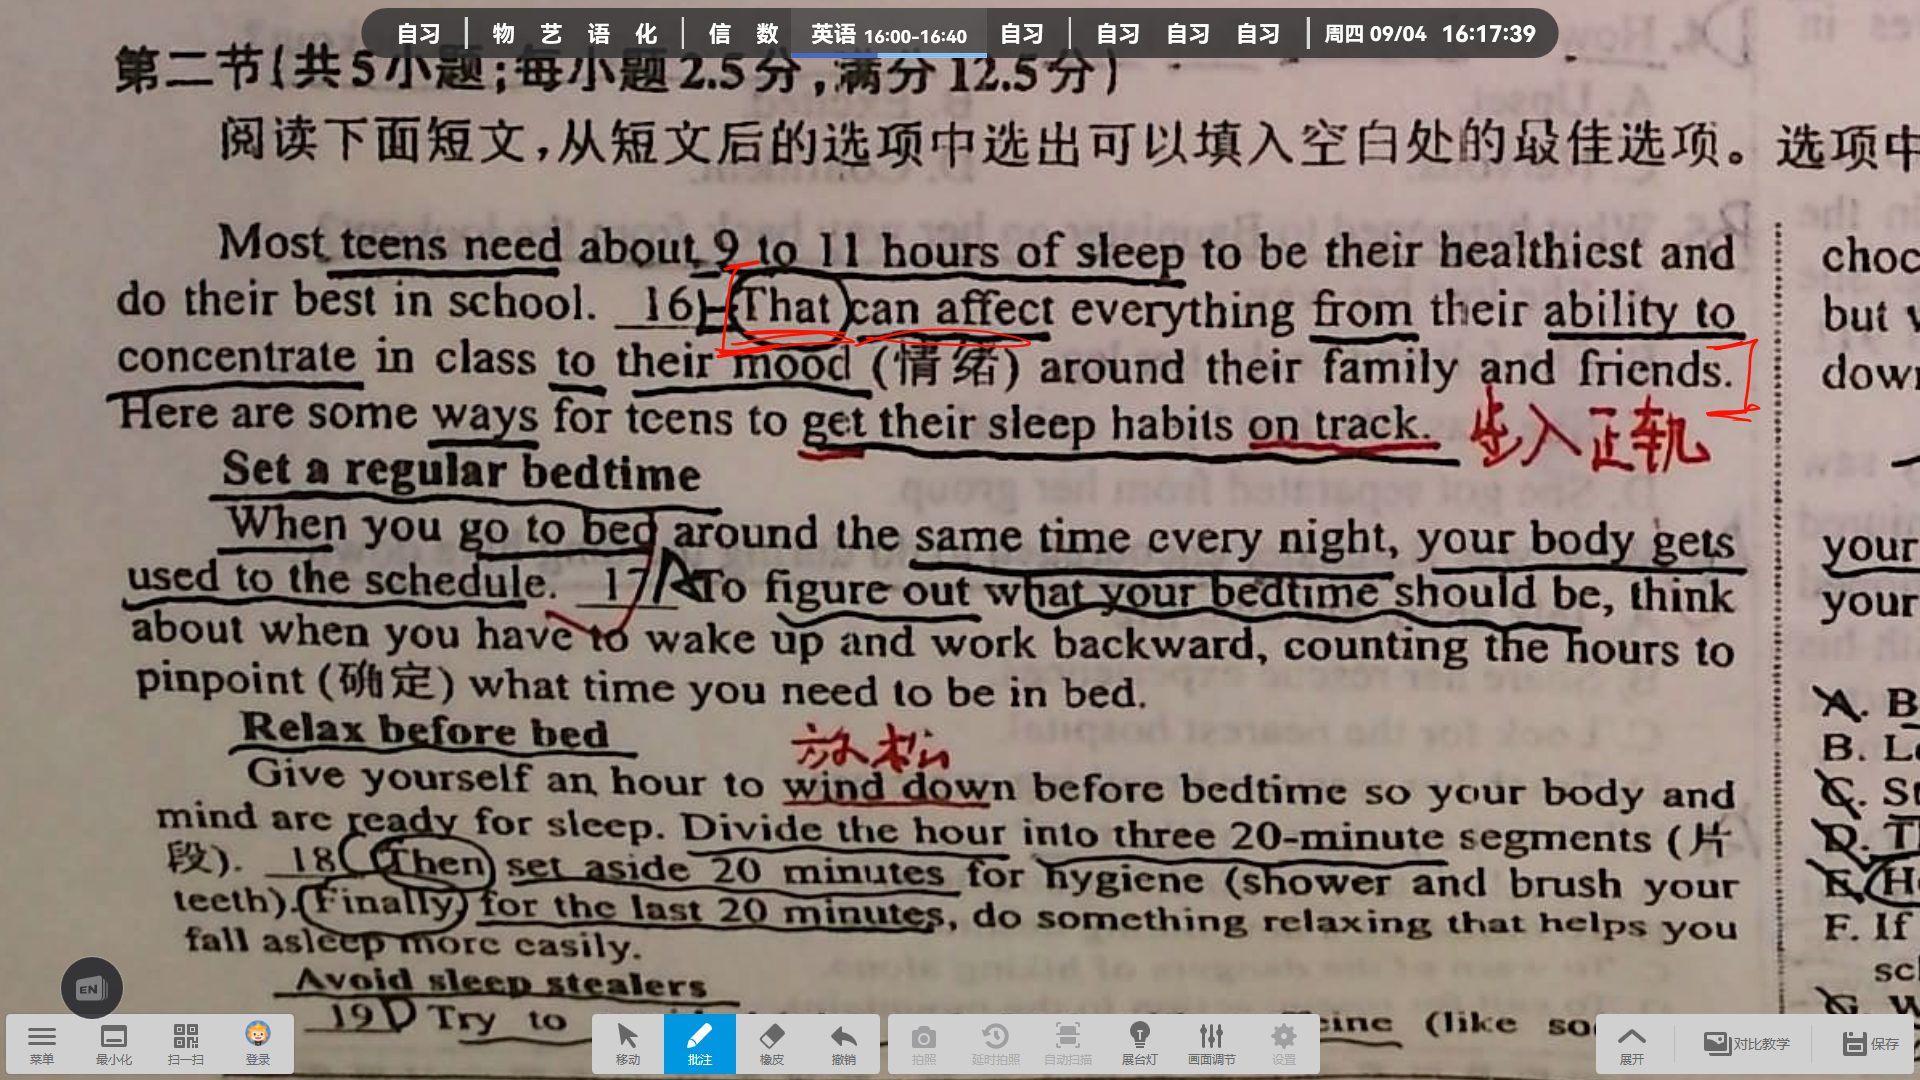 自习 | 物 艺 语 化 | 信 数 英语 16:00-16:40 自习 | 自习 自习 自习 | 周四 09/04 16:17:39
第二节(共5小题;每小题2.5分,满分12.5分)
阅读下面短文,从短文后的选项中选出可以填入空白处的最佳选项。选项中
Most teens need about 9 to 11 hours of sleep to be their healthiest and
do their best in school. 16 That can affect everything from their ability to
concentrate in class to their mood (情绪) around their family and friends.
Here are some ways for teens to get their sleep habits on track. 步入正轨
Set a regular bedtime
When you go to bed around the same time every night, your body gets
used to the schedule. 17 A To figure out what your bedtime should be, think
about when you have to wake up and work backward, counting the hours to
pinpoint (确定) what time you need to be in bed.
Relax before bed
放松
Give yourself an hour to wind down before bedtime so your body and
mind are ready for sleep. Divide the hour into three 20-minute segments (片
段). 18 Then set aside 20 minutes for hygiene (shower and brush your
teeth). Finally, for the last 20 minutes, do something relaxing that helps you
fall asleep more easily.
Avoid sleep stealers
19 D Try to
(like
choc
but
down
your
your
A. B
B. L
C. St
D. T
E. H
F. If
sc
G. W
EN
菜单 最小化 扫一扫 登录 移动 批注 橡皮 撤销 拍照 延时拍照 自动扫描 展台灯 画面调节 设置 展开 对比教学 保存